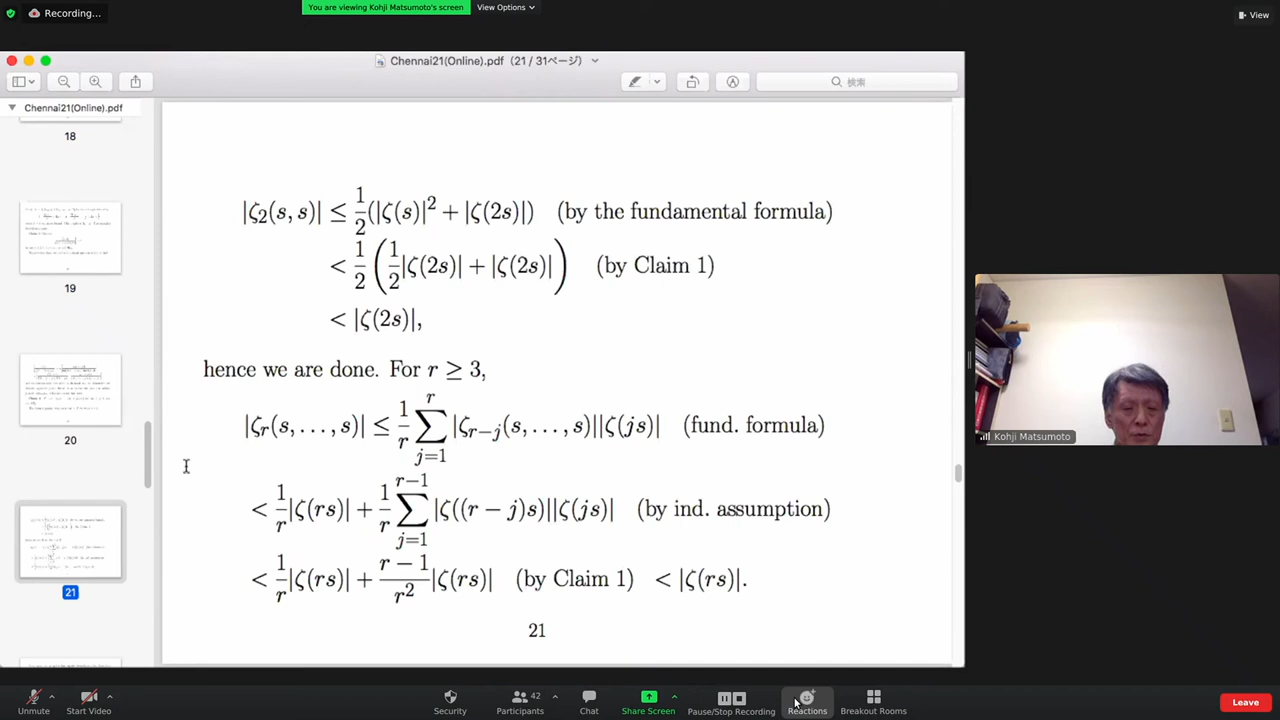 Recording...
You are viewing Kohji Matsumoto's screen
View Options
View
Chennai21(Online).pdf (21 / 31ページ)
検索
Chennai21(Online).pdf
18
19
20
21
|ζ₂(s, s)| ≤ 1/2(|ζ(s)|² + |ζ(2s)|) (by the fundamental formula)
< 1/2 (1/2|ζ(2s)| + |ζ(2s)|) (by Claim 1)
< |ζ(2s)|,
hence we are done. For r ≥ 3,
|ζᵣ(s, . . . , s)| ≤ 1/r ∑_{j=1}^{r} |ζ_{r−j}(s, . . . , s)||ζ(js)| (fund. formula)
< 1/r|ζ(rs)| + 1/r ∑_{j=1}^{r−1} |ζ((r − j)s)||ζ(js)| (by ind. assumption)
< 1/r|ζ(rs)| + (r − 1)/r²|ζ(rs)| (by Claim 1) < |ζ(rs)|.
21
Kohji Matsumoto
Unmute
Start Video
Security
Participants
42
Chat
Share Screen
Pause/Stop Recording
Reactions
Breakout Rooms
Leave